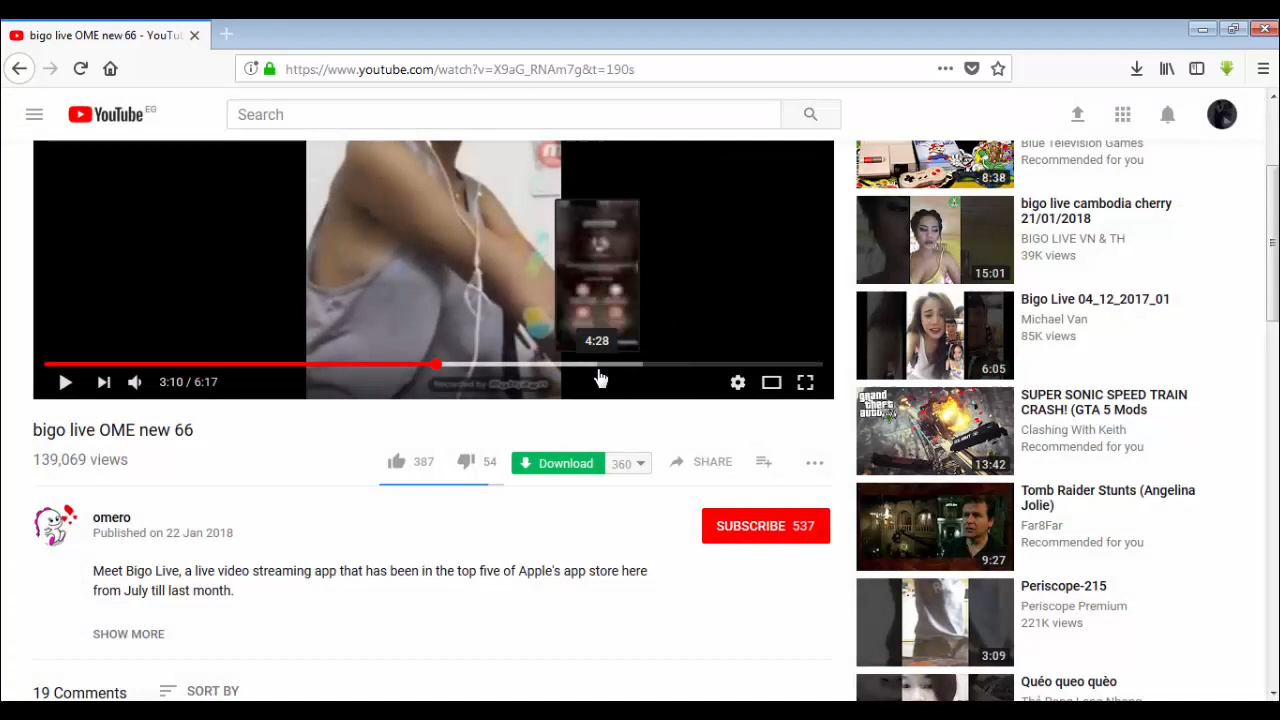 bigo live OME new 66 - YouTu
https://www.youtube.com/watch?v=X9aG_RNAm7g&t=190s
YouTube EG
Search
4:28
3:10 / 6:17
Recorded by
bigo live OME new 66
139,069 views
387
54
Download
360
SHARE
omero
Published on 22 Jan 2018
SUBSCRIBE 537
Meet Bigo Live, a live video streaming app that has been in the top five of Apple's app store here
from July till last month.
SHOW MORE
19 Comments
SORT BY
Blue Television Games
Recommended for you
8:38
bigo live cambodia cherry
21/01/2018
BIGO LIVE VN & TH
39K views
15:01
Bigo Live 04_12_2017_01
Michael Van
85K views
6:05
SUPER SONIC SPEED TRAIN
CRASH! (GTA 5 Mods
Clashing With Keith
Recommended for you
13:42
Tomb Raider Stunts (Angelina
Jolie)
Far8Far
Recommended for you
9:27
Periscope-215
Periscope Premium
221K views
3:09
Quéo queo quèo